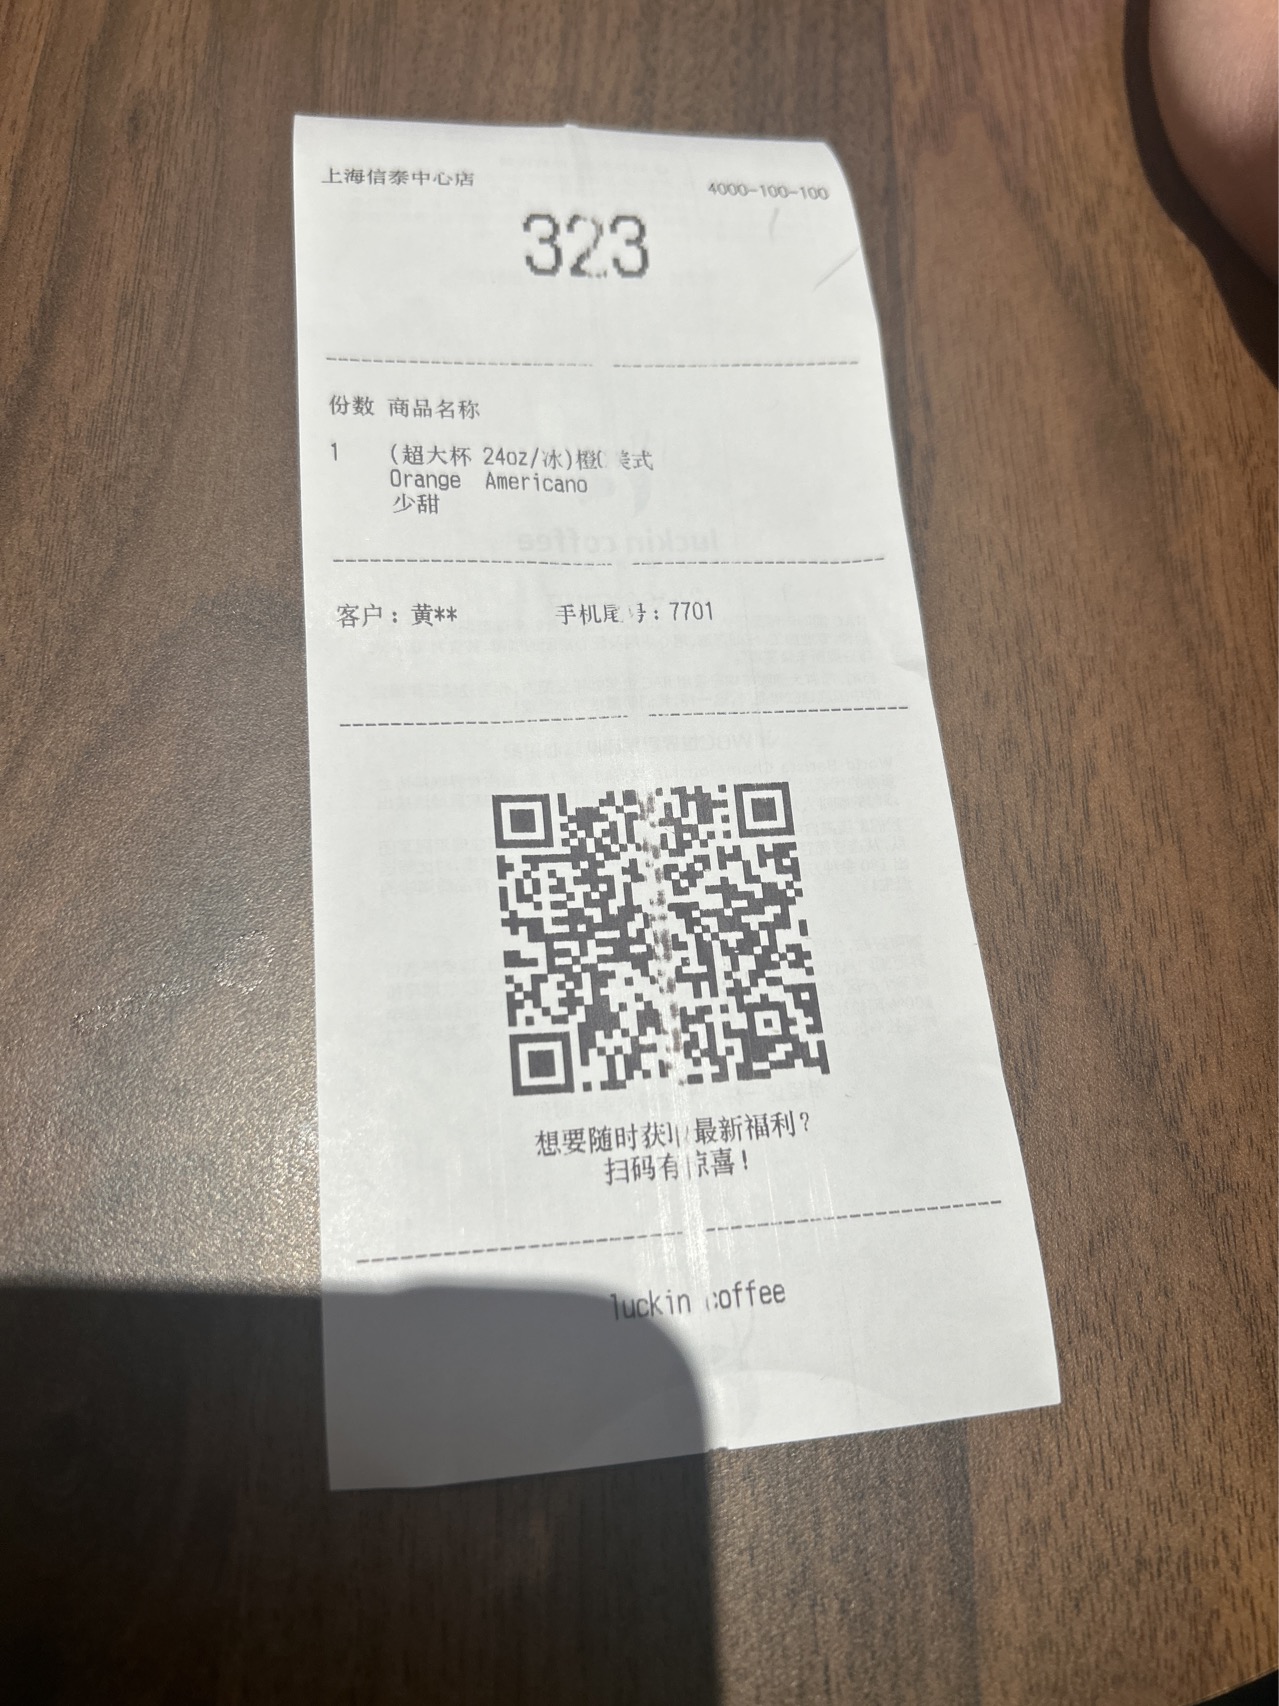 上海信泰中心店
4000-100-100
323
份数 商品名称
1 (超大杯 24oz/冰)橙C美式
Orange Americano
少甜
客户：黄** 手机尾号：7701
想要随时获取最新福利？
扫码有惊喜！
luckin coffee